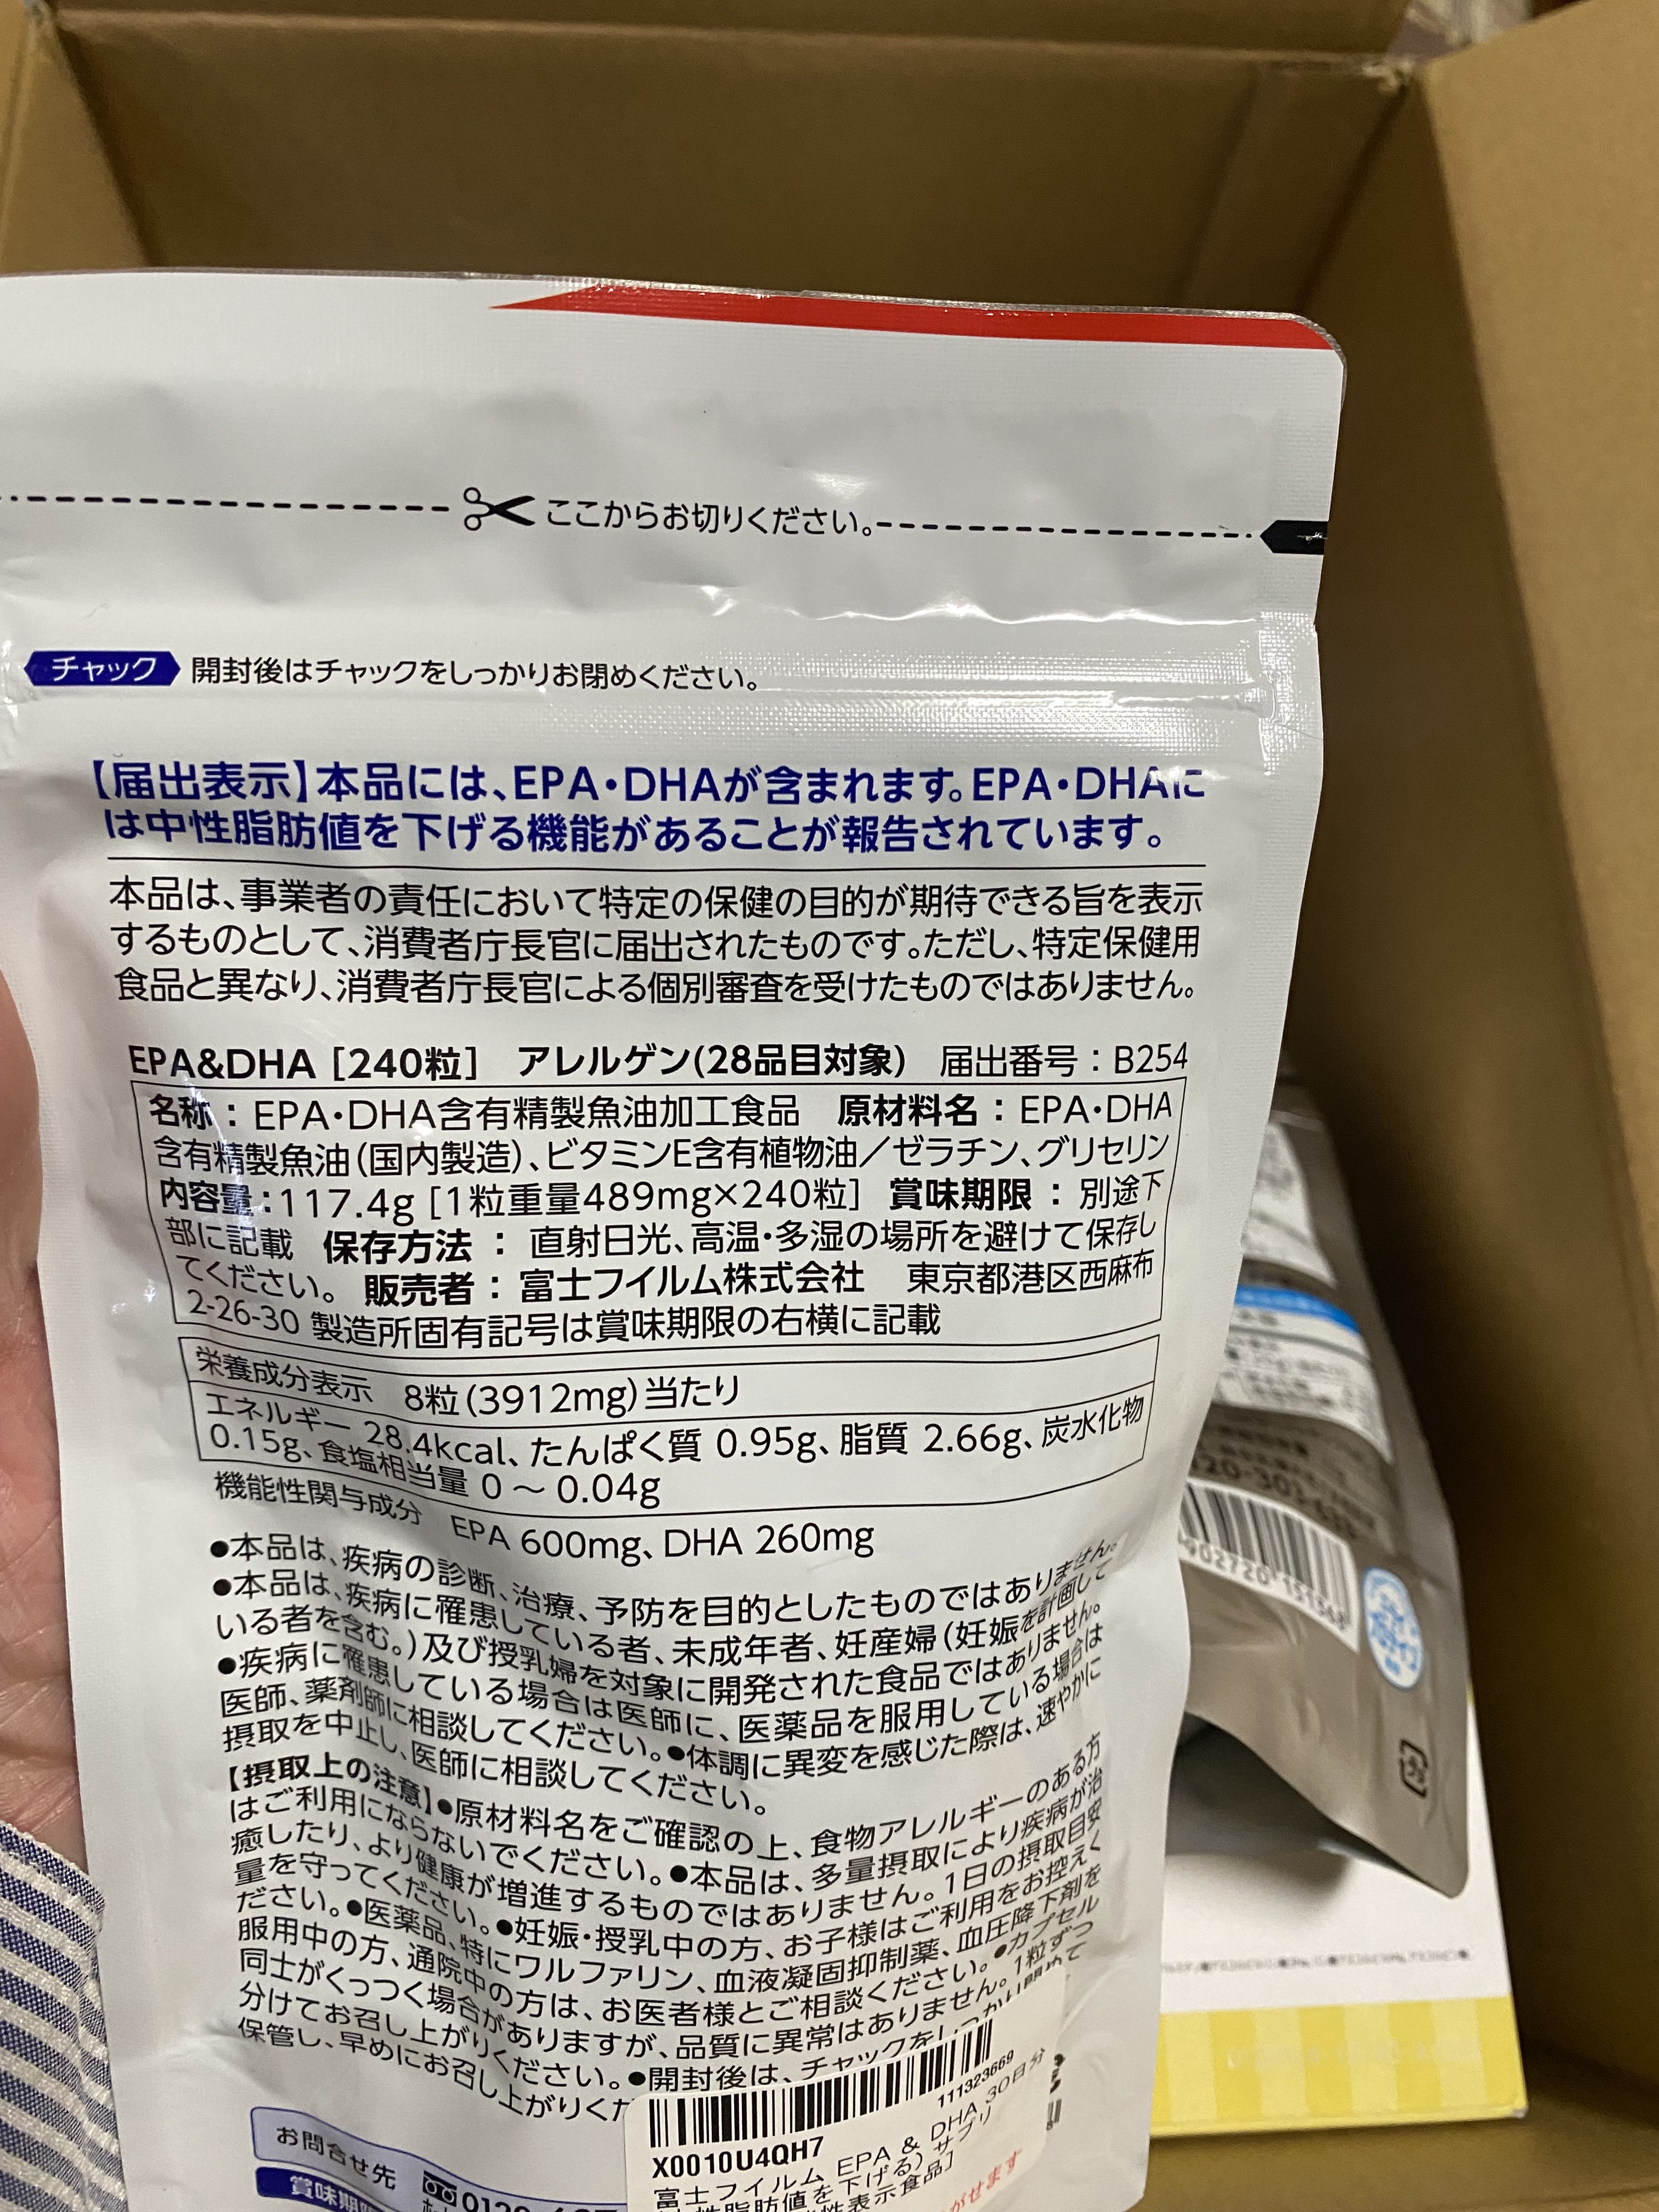 ここからお切りください。
チャック 開封後はチャックをしっかりお閉めください。
【届出表示】本品には、EPA・DHAが含まれます。EPA・DHAに
は中性脂肪値を下げる機能があることが報告されています。
本品は、事業者の責任において特定の保健の目的が期待できる旨を表示
するものとして、消費者庁長官に届出されたものです。ただし、特定保健用
食品と異なり、消費者庁長官による個別審査を受けたものではありません。
EPA&DHA [240粒] アレルゲン(28品目対象) 届出番号：B254
名称：EPA・DHA含有精製魚油加工食品 原材料名：EPA・DHA
含有精製魚油(国内製造)、ビタミンE含有植物油／ゼラチン、グリセリン
内容量：117.4g [1粒重量489mg×240粒] 賞味期限：別途下
部に記載 保存方法：直射日光、高温・多湿の場所を避けて保存し
てください。 販売者：富士フイルム株式会社 東京都港区西麻布
2-26-30 製造所固有記号は賞味期限の右横に記載
栄養成分表示 8粒(3912mg)当たり
エネルギー 28.4kcal、たんぱく質 0.95g、脂質 2.66g、炭水化物
0.15g、食塩相当量 0～0.04g
機能性関与成分 EPA 600mg、DHA 260mg
●本品は、疾病の診断、治療、予防を目的としたものではありません。
●本品は、疾病に罹患している者、未成年者、妊産婦(妊娠を計画して
いる者を含む。)及び授乳婦を対象に開発された食品ではありません。
●疾病に罹患している場合は医師に、医薬品を服用している場合は
医師、薬剤師に相談してください。●体調に異変を感じた際は、速やかに
摂取を中止し、医師に相談してください。
【摂取上の注意】●原材料名をご確認の上、食物アレルギーのある方
はご利用にならないでください。●本品は、多量摂取により疾病が治
癒したり、より健康が増進するものではありません。1日の摂取目安
量を守ってください。●妊娠・授乳中の方、お子様はご利用をお控えく
ださい。●医薬品、特にワルファリン、血液凝固抑制薬、血圧降下剤を
服用中の方、通院中の方は、お医者様とご相談ください。●カプセル
同士がくっつく場合がありますが、品質に異常はありません。1粒ずつ
分けてお召し上がりください。●開封後は、チャックをしっかり閉めて
保管し、早めにお召し上がりくだ
お問合せ先 0120
賞味期限
111323669
X0010U4QH7
富士フイルム EPA & DHA 30日分
性脂肪値を下げる) サプリ
性表示食品]
がせます